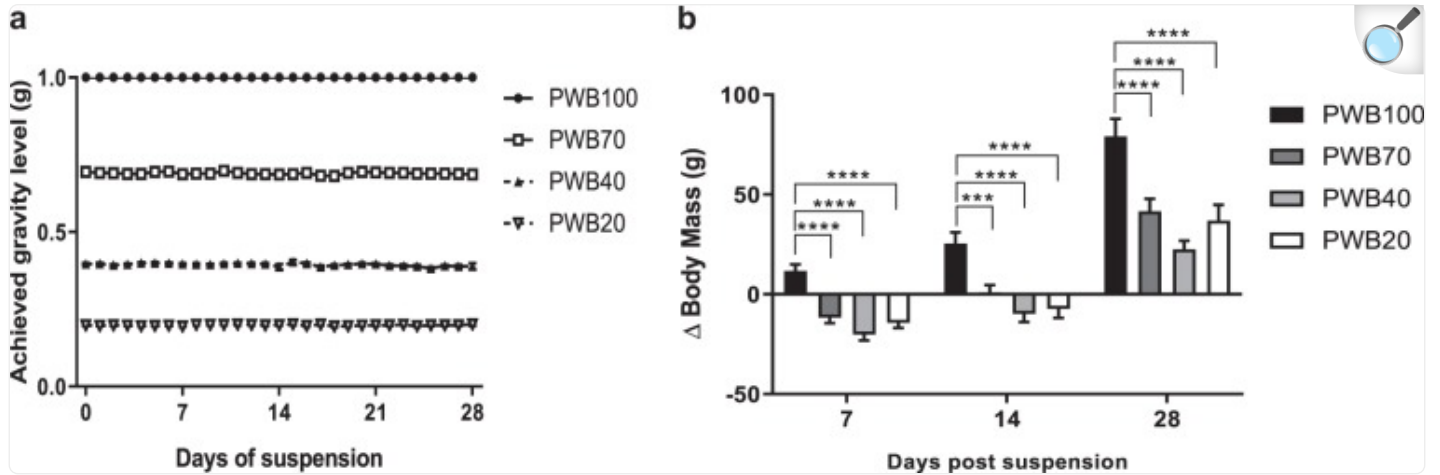 a
Achieved gravity level (g)
1.0
0.5
0.0
0 7 14 21 28
Days of suspension
PWB100
PWB70
PWB40
PWB20
b
Δ Body Mass (g)
100
50
0
-50
****
****
****
****
****
***
****
****
****
7 14 28
Days post suspension
PWB100
PWB70
PWB40
PWB20